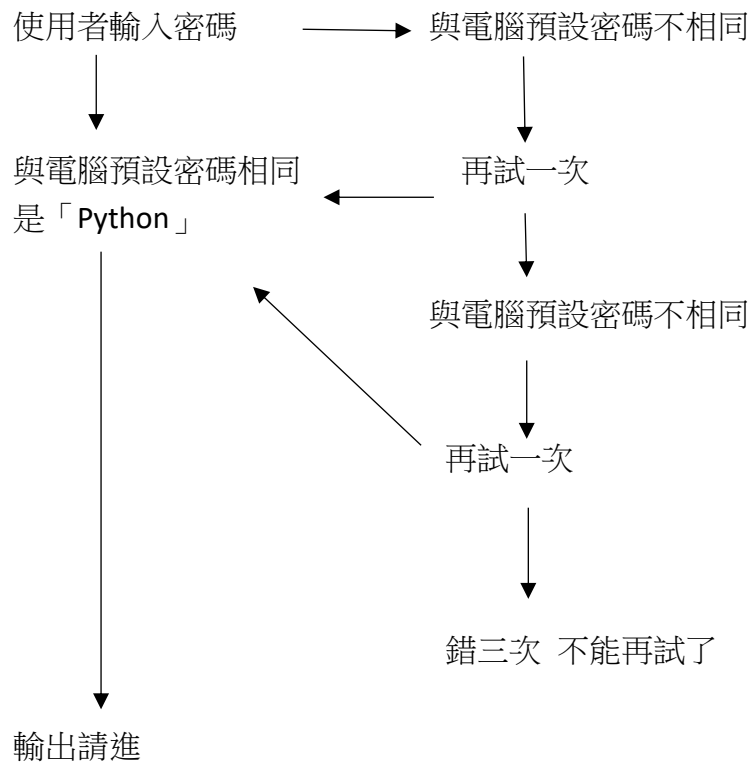 使用者輸入密碼
與電腦預設密碼不相同
與電腦預設密碼相同
是「Python」
再試一次
與電腦預設密碼不相同
再試一次
錯三次 不能再試了
輸出請進